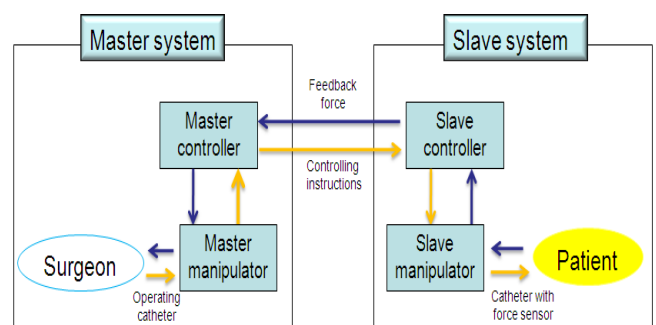 Master system
Slave system
Feedback
force
Master
controller
Slave
controller
Controlling
instructions
Surgeon
Master
manipulator
Slave
manipulator
Patient
Operating
catheter
Catheter with
force sensor